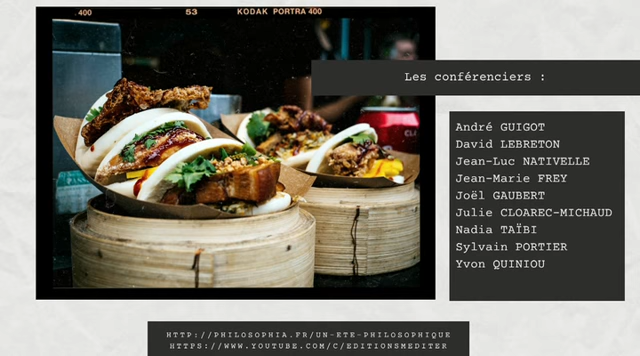 400
53
KODAK PORTRA 400
Les conférenciers :
André GUIGOT
David LEBRETON
Jean-Luc NATIVELLE
Jean-Marie FREY
Joël GAUBERT
Julie CLOAREC-MICHAUD
Nadia TAÏBI
Sylvain PORTIER
Yvon QUINIOU
HTTP://PHILOSOPHIA.FR/UN-ETE-PHILOSOPHIQUE
HTTPS://WWW.YOUTUBE.COM/C/EDITIONSMEDITER